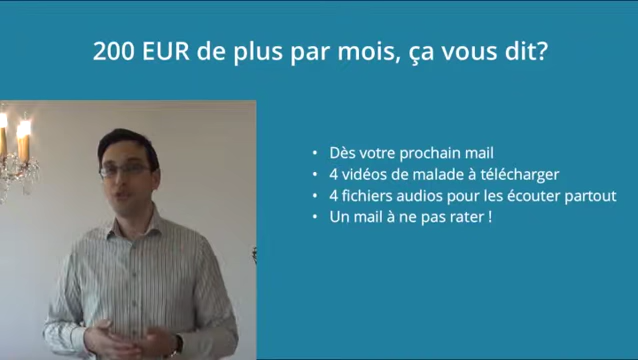 200 EUR de plus par mois, ça vous dit?
• Dès votre prochain mail
• 4 vidéos de malade à télécharger
• 4 fichiers audios pour les écouter partout
• Un mail à ne pas rater !